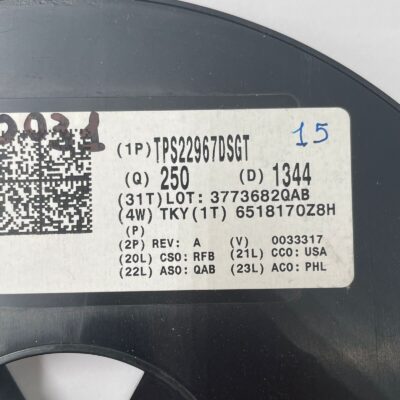 0031
(1P) TPS22967DSGT
15
(Q) 250 (D) 1344
(31T)LOT: 3773682QAB
(4W) TKY(1T) 6518170Z8H
(P)
(2P) REV: A (V) 0033317
(20L) CSO: RFB (21L) CCO: USA
(22L) ASO: QAB (23L) ACO: PHL